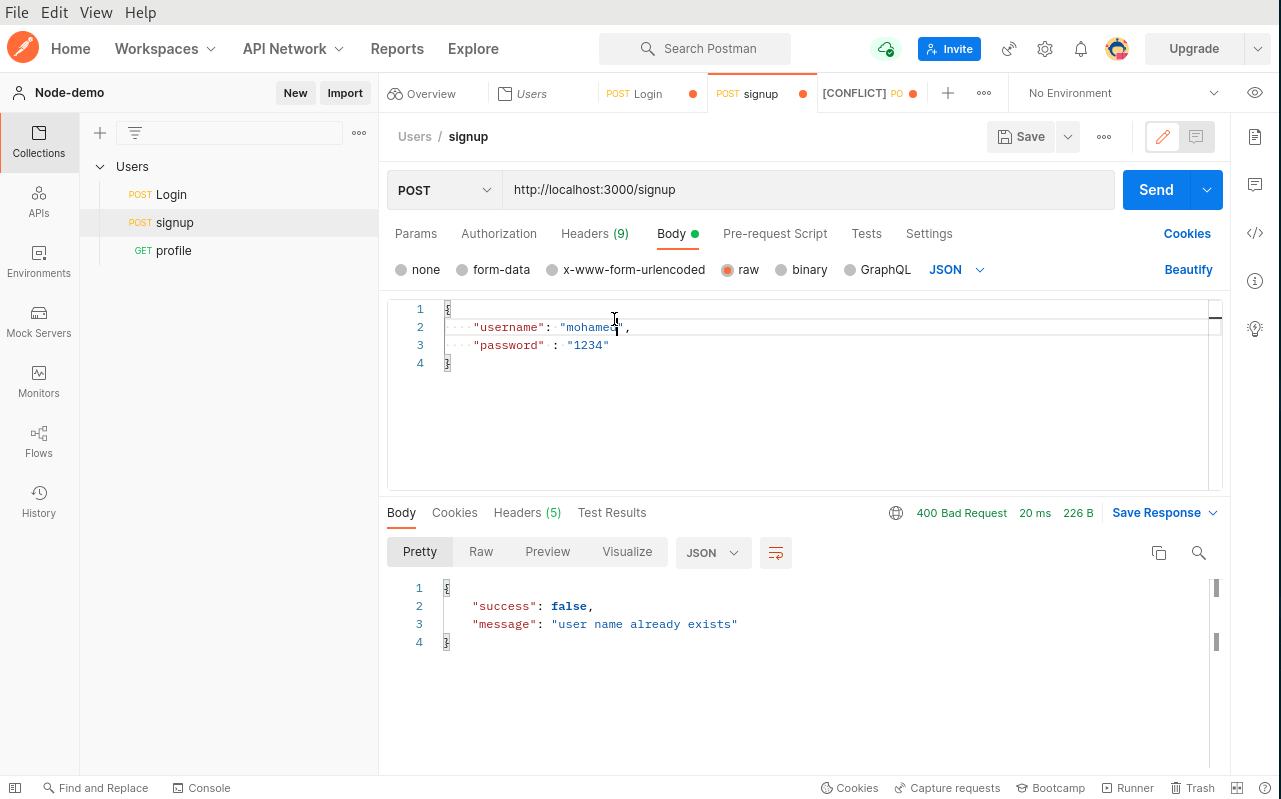 File Edit View Help
Home Workspaces API Network Reports Explore Search Postman Invite Upgrade
Node-demo New Import Overview Users POST Login POST signup [CONFLICT] PO No Environment
Collections
APIs
Environments
Mock Servers
Monitors
Flows
History
Users
POST Login
POST signup
GET profile
Users / signup Save
POST http://localhost:3000/signup Send
Params Authorization Headers (9) Body Pre-request Script Tests Settings Cookies
none form-data x-www-form-urlencoded raw binary GraphQL JSON Beautify
1 {
2 "username": "mohamed",
3 "password" : "1234"
4 }
Body Cookies Headers (5) Test Results 400 Bad Request 20 ms 226 B Save Response
Pretty Raw Preview Visualize JSON
1 {
2 "success": false,
3 "message": "user name already exists"
4 }
Find and Replace Console Cookies Capture requests Bootcamp Runner Trash